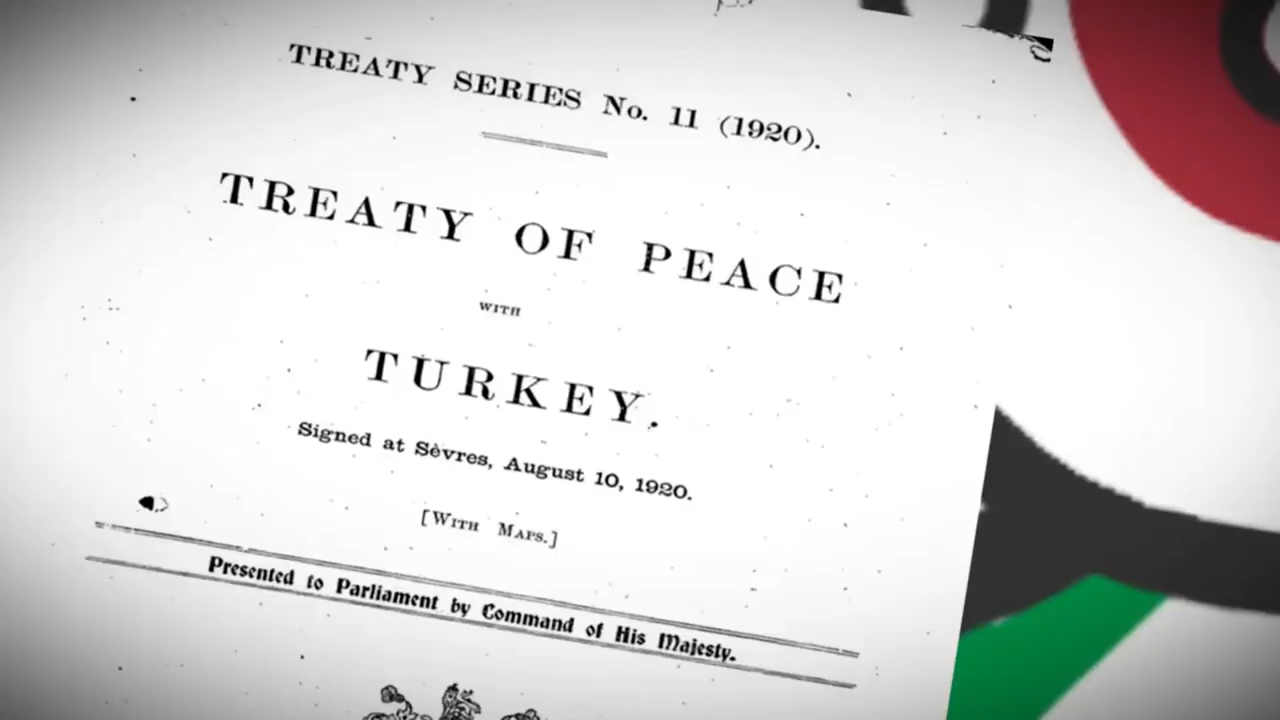 TREATY SERIES No. 11 (1920).
TREATY OF PEACE
WITH
TURKEY.
Signed at Sèvres, August 10, 1920.
[WITH MAPS.]
Presented to Parliament by Command of His Majesty.